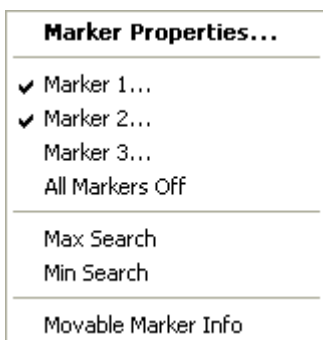 Marker Properties...
Marker 1...
Marker 2...
Marker 3...
All Markers Off
Max Search
Min Search
Movable Marker Info